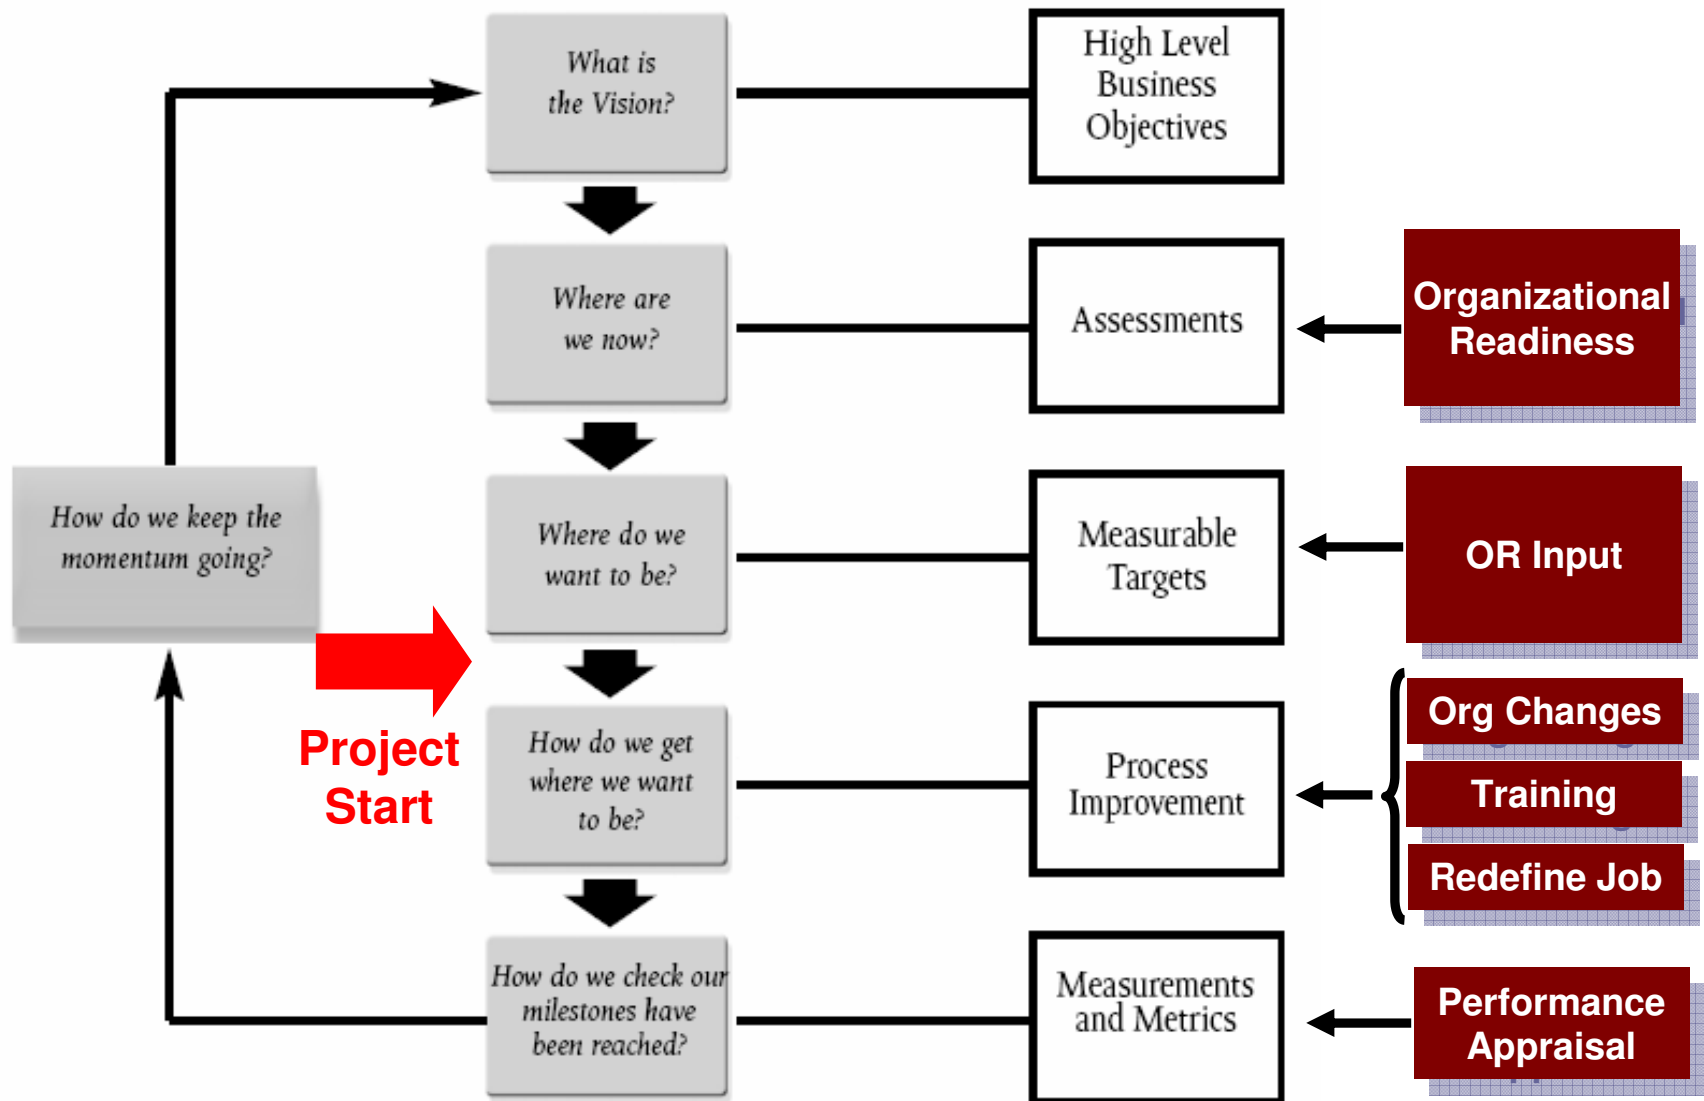 What is
the Vision?
High Level
Business
Objectives
Where are
we now?
Assessments
Organizational
Readiness
How do we keep the
momentum going?
Where do we
want to be?
Measurable
Targets
OR Input
Project
Start
How do we get
where we want
to be?
Process
Improvement
Org Changes
Training
Redefine Job
How do we check our
milestones have
been reached?
Measurements
and Metrics
Performance
Appraisal